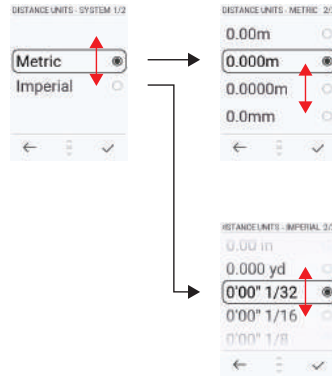 DISTANCE UNITS - SYSTEM 1/2
Metric
Imperial
DISTANCE UNITS - METRIC 2/
0.00m
0.000m
0.0000m
0.0mm
ISTANCE UNITS - IMPERIAL 2/
0.00 in
0.000 yd
0'00" 1/32
0'00" 1/16
0'00" 1/8